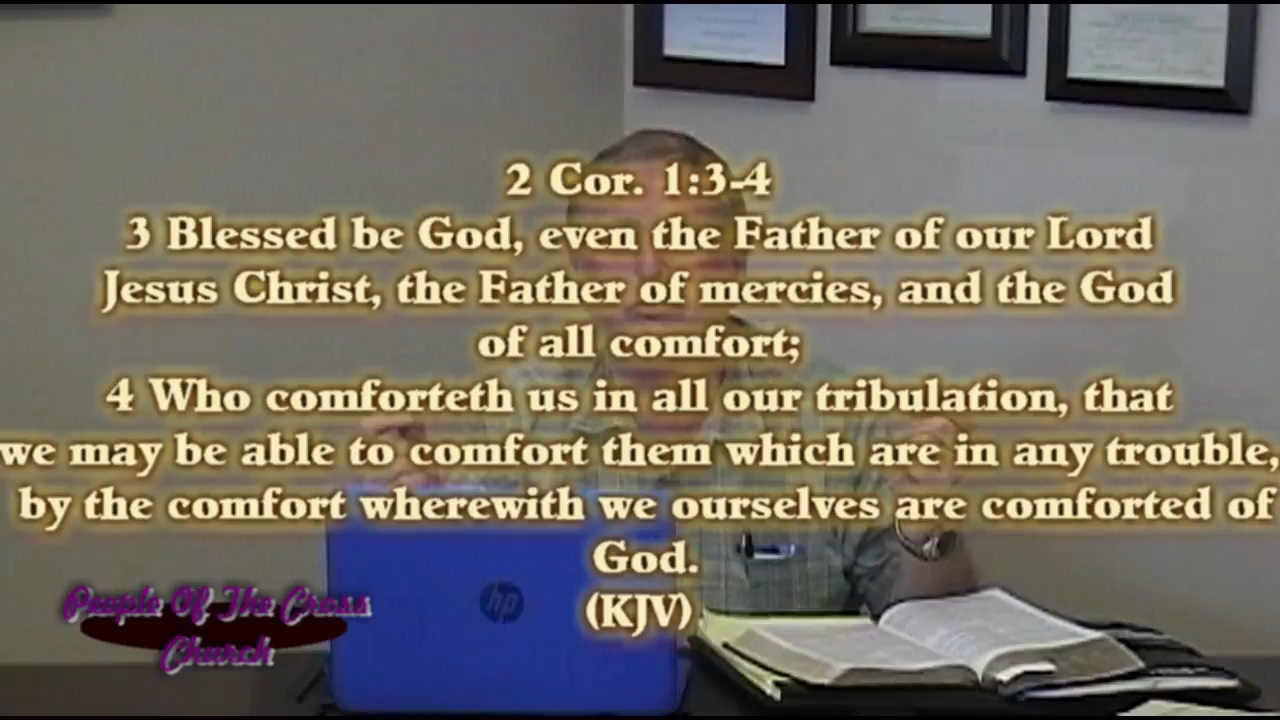 2 Cor. 1:3-4
3 Blessed be God, even the Father of our Lord
Jesus Christ, the Father of mercies, and the God
of all comfort;
4 Who comforteth us in all our tribulation, that
we may be able to comfort them which are in any trouble,
by the comfort wherewith we ourselves are comforted of
God.
(KJV)
hp
People Of The Cross
Church